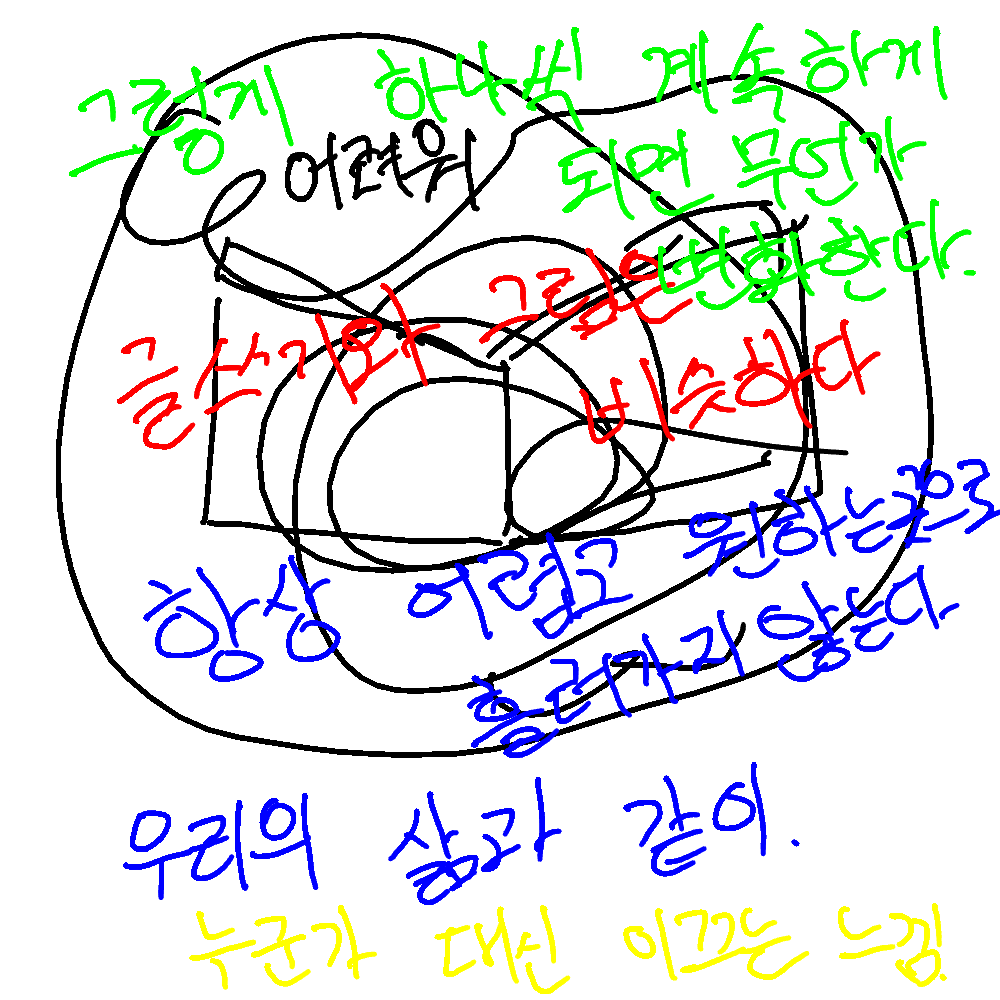 그렇게 하나씩 계속하게
되면 무언가
변화한다.
어려워
글쓰기와 그림은
비슷하다
항상 어렵고 원하는곳으로
흘러가지 않는다
우리의 삶과 같이.
누군가 대신 이끄는 느낌.